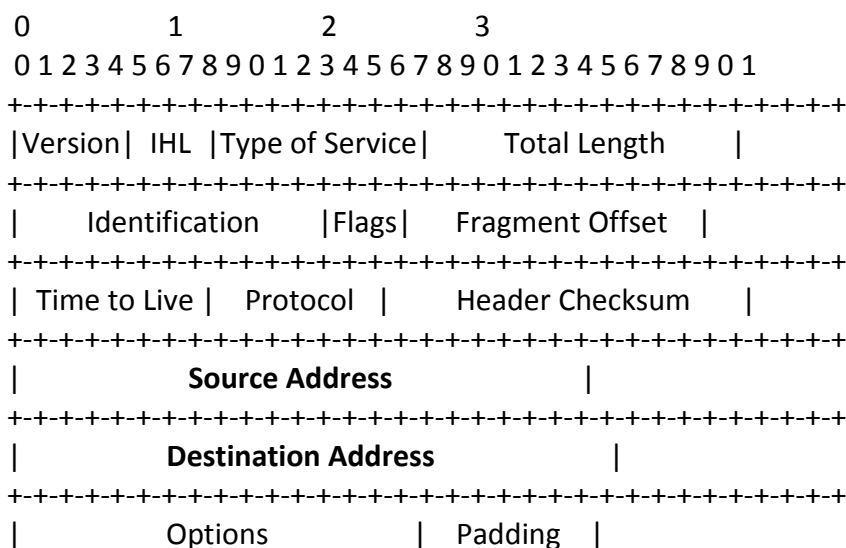 0 1 2 3
0 1 2 3 4 5 6 7 8 9 0 1 2 3 4 5 6 7 8 9 0 1 2 3 4 5 6 7 8 9 0 1
+-+-+-+-+-+-+-+-+-+-+-+-+-+-+-+-+-+-+-+-+-+-+-+-+-+-+-+-+-+-+-+-+
|Version| IHL |Type of Service| Total Length |
+-+-+-+-+-+-+-+-+-+-+-+-+-+-+-+-+-+-+-+-+-+-+-+-+-+-+-+-+-+-+-+-+
| Identification |Flags| Fragment Offset |
+-+-+-+-+-+-+-+-+-+-+-+-+-+-+-+-+-+-+-+-+-+-+-+-+-+-+-+-+-+-+-+-+
| Time to Live | Protocol | Header Checksum |
+-+-+-+-+-+-+-+-+-+-+-+-+-+-+-+-+-+-+-+-+-+-+-+-+-+-+-+-+-+-+-+-+
| Source Address |
+-+-+-+-+-+-+-+-+-+-+-+-+-+-+-+-+-+-+-+-+-+-+-+-+-+-+-+-+-+-+-+-+
| Destination Address |
+-+-+-+-+-+-+-+-+-+-+-+-+-+-+-+-+-+-+-+-+-+-+-+-+-+-+-+-+-+-+-+-+
| Options | Padding |